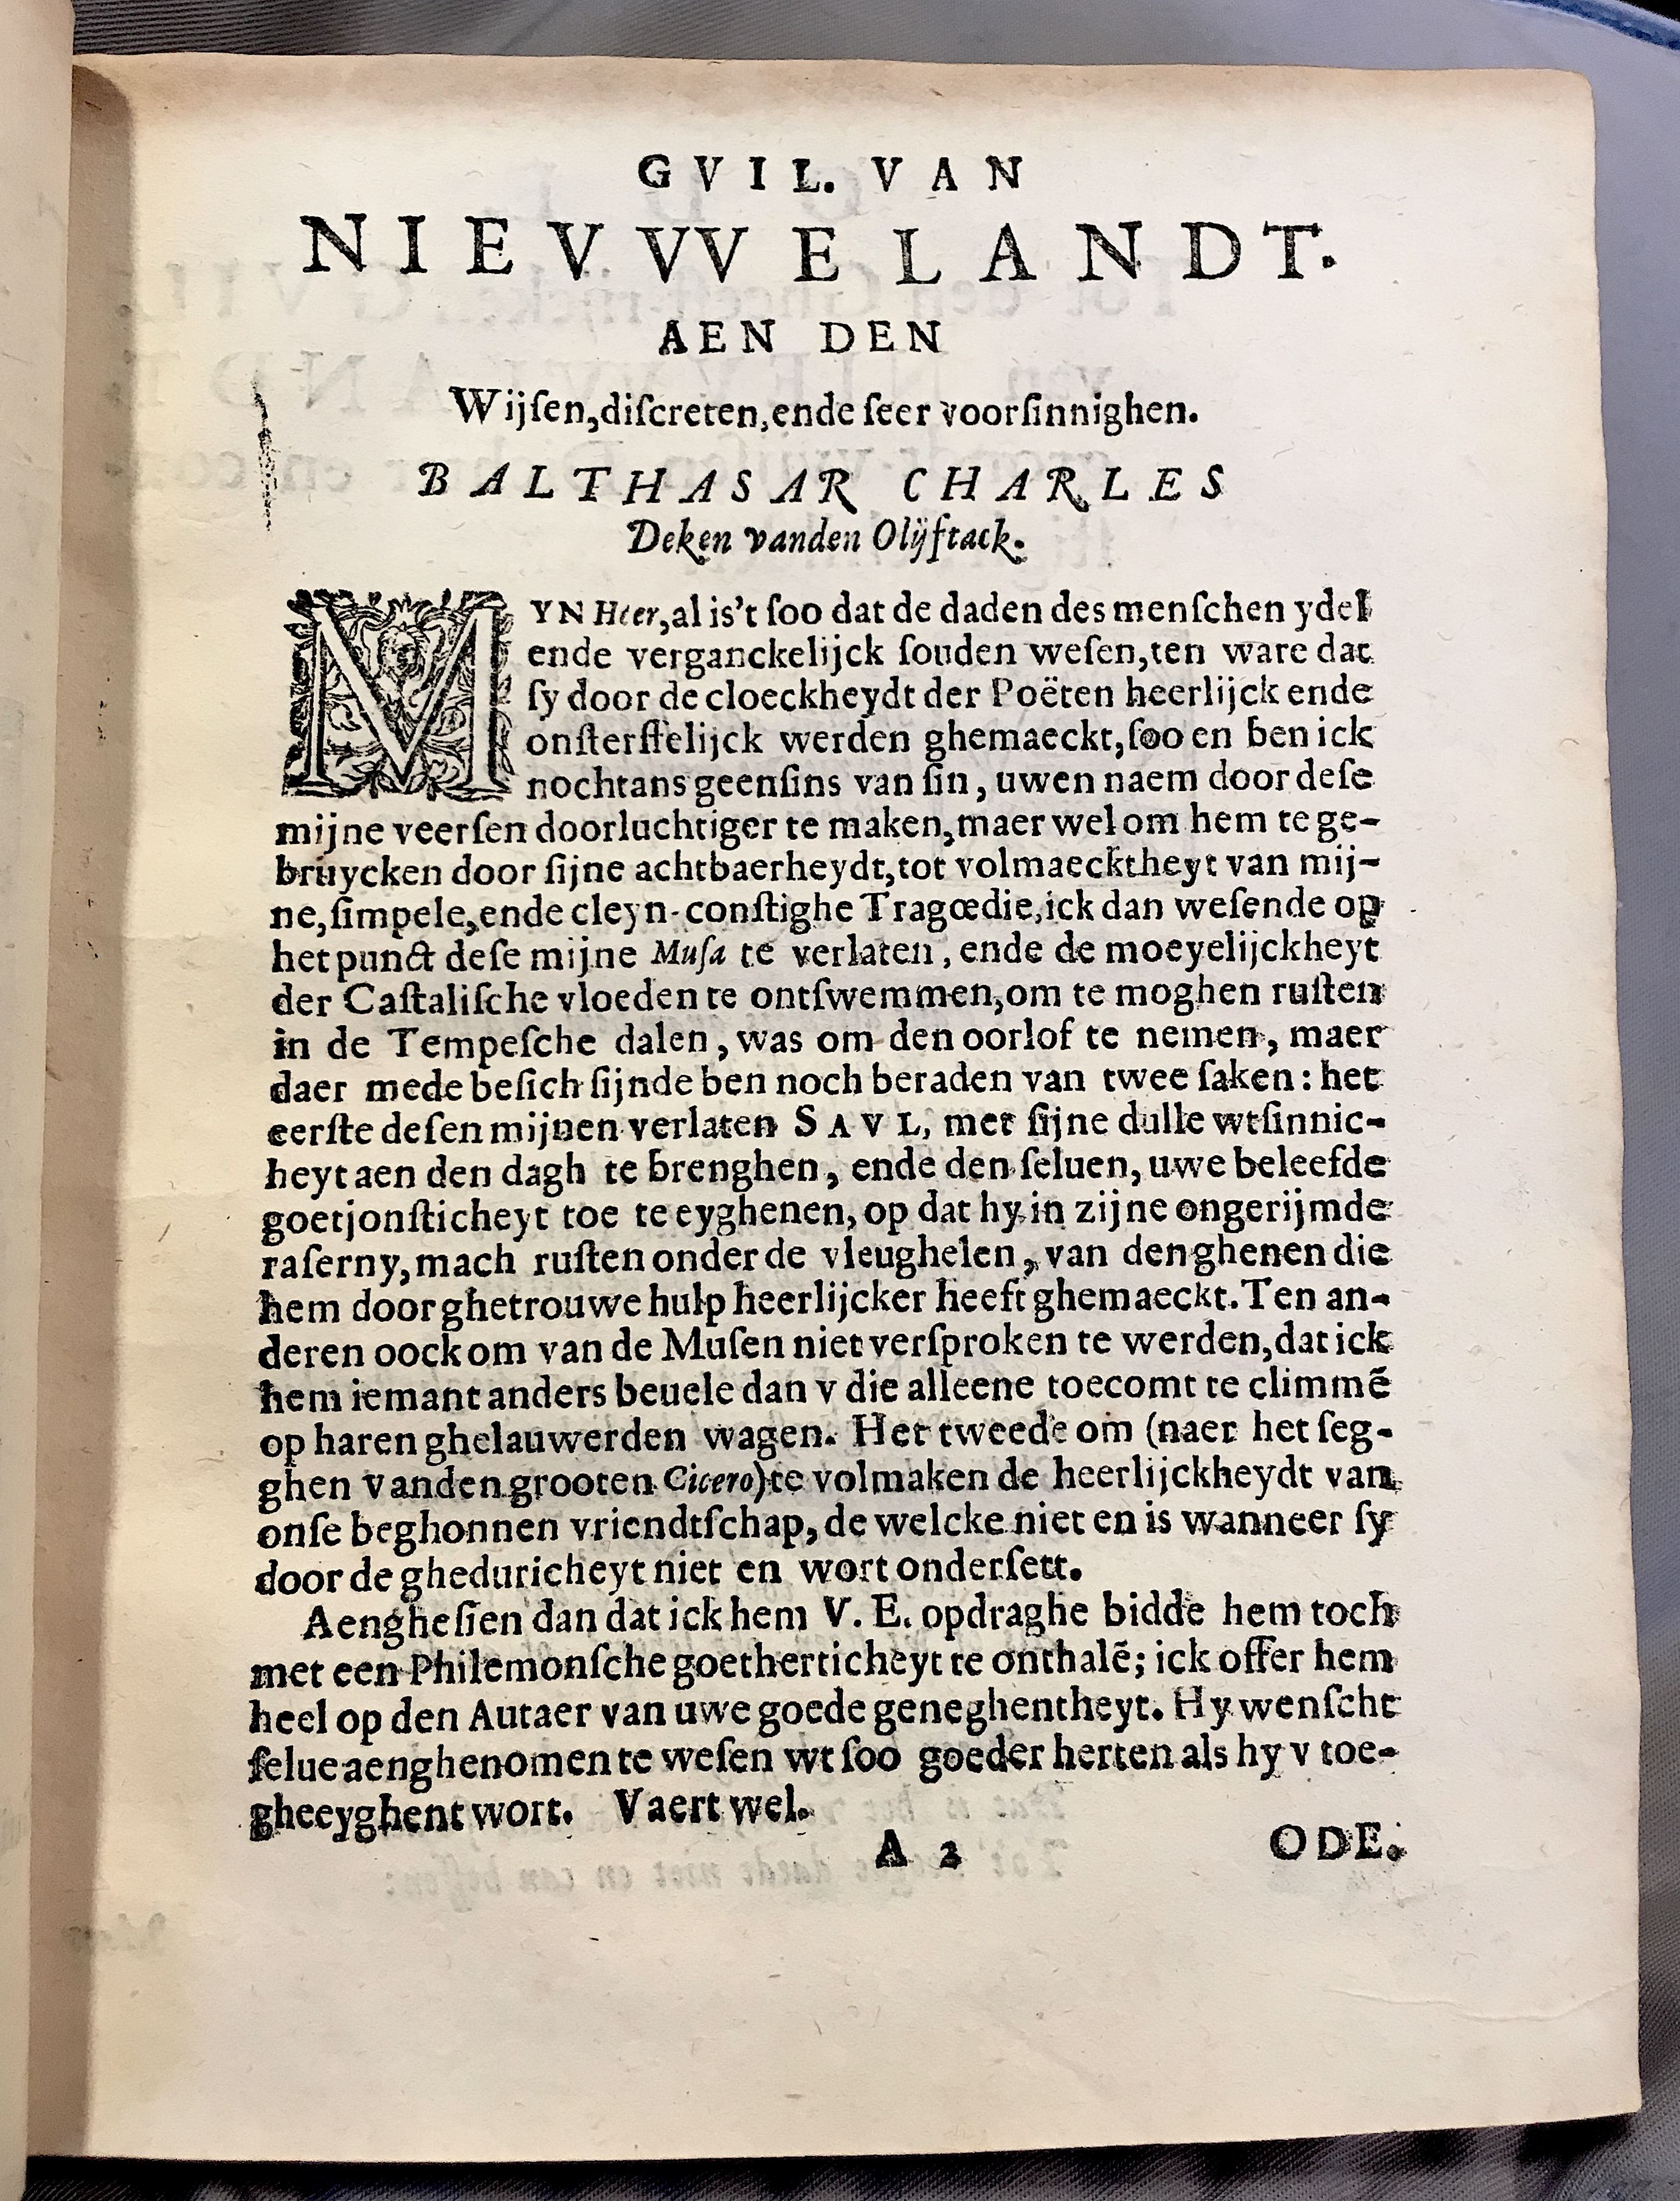 GVIL. VAN
NIEVVVELANDT.
AEN DEN
Wijſen, diſcreten, ende ſeer voorſinnighen.
BALTHASAR CHARLES
Deken vanden Olijftack.
MYN Heer, al is't ſoo dat de daden des menſchen ydel
ende verganckelijck ſouden weſen, ten ware dat
ſy door de cloeckheydt der Poëten heerlijck ende
onſterffelijck werden ghemaeckt, ſoo en ben ick
nochtans geenſins van ſin, uwen naem door deſe
mijne veerſen doorluchtiger te maken, maer wel om hem te ge-
bruycken door ſijne achtbaerheydt, tot volmaecktheyt van mij-
ne, ſimpele, ende cleyn-conſtighe Tragœdie, ick dan weſende op
het punct deſe mijne Muſa te verlaten, ende de moeyelijckheyt
der Caſtaliſche vloeden te ontſwemmen, om te moghen ruſten
in de Tempeſche dalen, was om den oorlof te nemen, maer
daer mede beſich ſijnde ben noch beraden van twee ſaken: het
eerſte deſen mijnen verlaten SAVL, met ſijne dulle wtſinnic-
heyt aen den dagh te brenghen, ende den ſeluen, uwe beleefde
goetjonſticheyt toe te eyghenen, op dat hy in zijne ongerijmde
raſerny, mach ruſten onder de vleughelen, van den ghenen die
hem door ghetrouwe hulp heerlijcker heeft ghemaeckt. Ten an-
deren oock om van de Muſen niet verſproken te werden, dat ick
hem iemant anders beuele dan v die alleene toecomt te climmē
op haren ghelauwerden wagen. Het tweede om (naer het ſeg-
ghen vanden grooten Cicero) te volmaken de heerlijckheydt van
onſe beghonnen vriendtſchap, de welcke niet en is wanneer ſy
door de gheduricheyt niet en wort onderſett.
Aengheſien dan dat ick hem V. E. opdraghe bidde hem toch
met een Philemonſche goetherticheyt te onthalē; ick offer hem
heel op den Autaer van uwe goede geneghentheyt. Hy wenſcht
ſelue aenghenomen te weſen wt ſoo goeder herten als hy v toe-
gheeyghent wort. Vaert wel.
A 2 ODE.